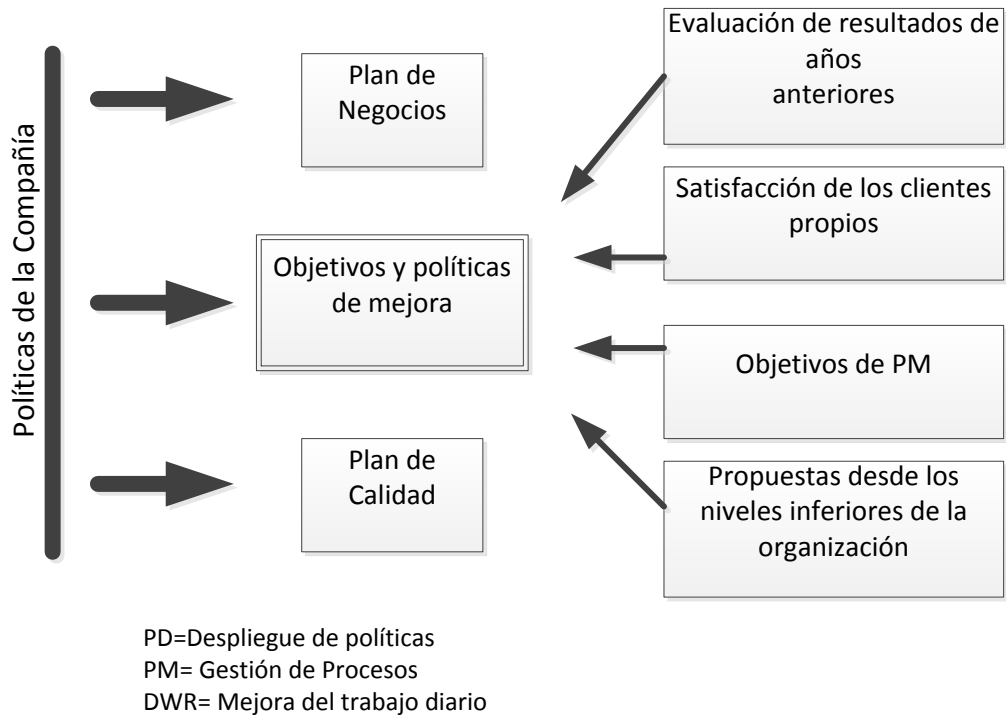 Políticas de la Compañía
Plan de
Negocios
Objetivos y políticas
de mejora
Plan de
Calidad
Evaluación de resultados de
años
anteriores
Satisfacción de los clientes
propios
Objetivos de PM
Propuestas desde los
niveles inferiores de la
organización
PD=Despliegue de políticas
PM= Gestión de Procesos
DWR= Mejora del trabajo diario